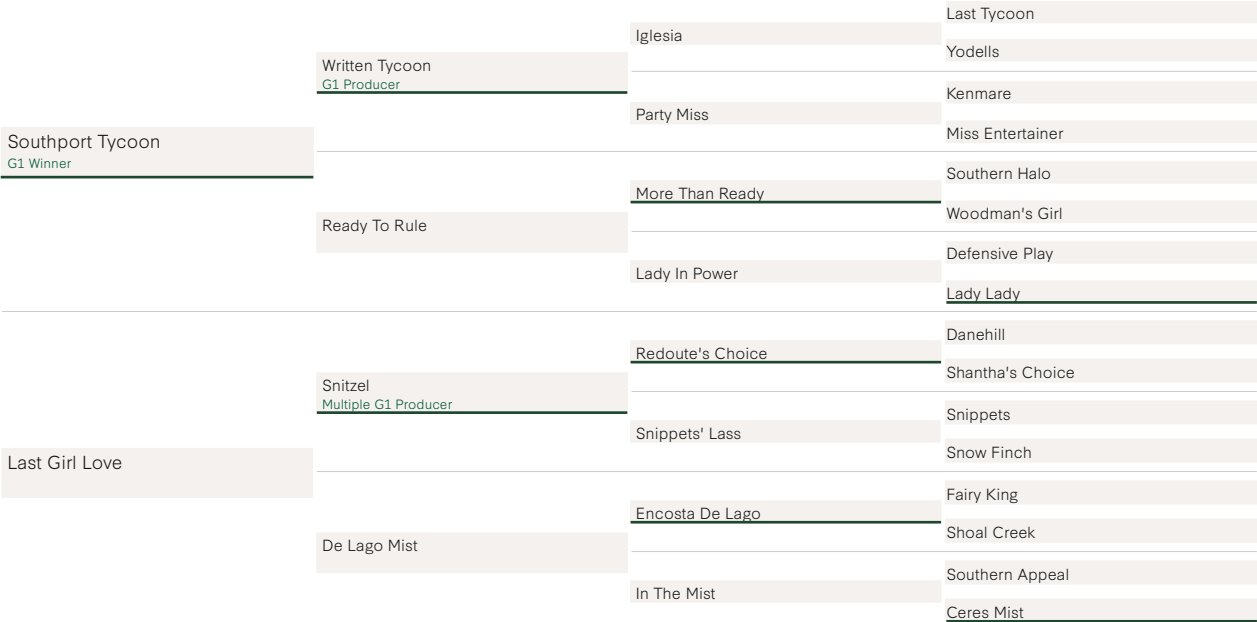 Southport Tycoon
G1 Winner
Last Girl Love
Written Tycoon
G1 Producer
Ready To Rule
Snitzel
Multiple G1 Producer
De Lago Mist
Iglesia
Party Miss
More Than Ready
Lady In Power
Redoute's Choice
Snippets' Lass
Encosta De Lago
In The Mist
Last Tycoon
Yodells
Kenmare
Miss Entertainer
Southern Halo
Woodman's Girl
Defensive Play
Lady Lady
Danehill
Shantha's Choice
Snippets
Snow Finch
Fairy King
Shoal Creek
Southern Appeal
Ceres Mist